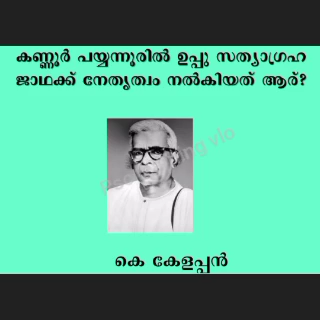 കണ്ണൂർ പയ്യന്നൂരിൽ ഉപ്പു സത്യാഗ്രഹ
ജാഥക്ക് നേതൃത്വം നൽകിയത് ആര്?
കെ കേളപ്പൻ